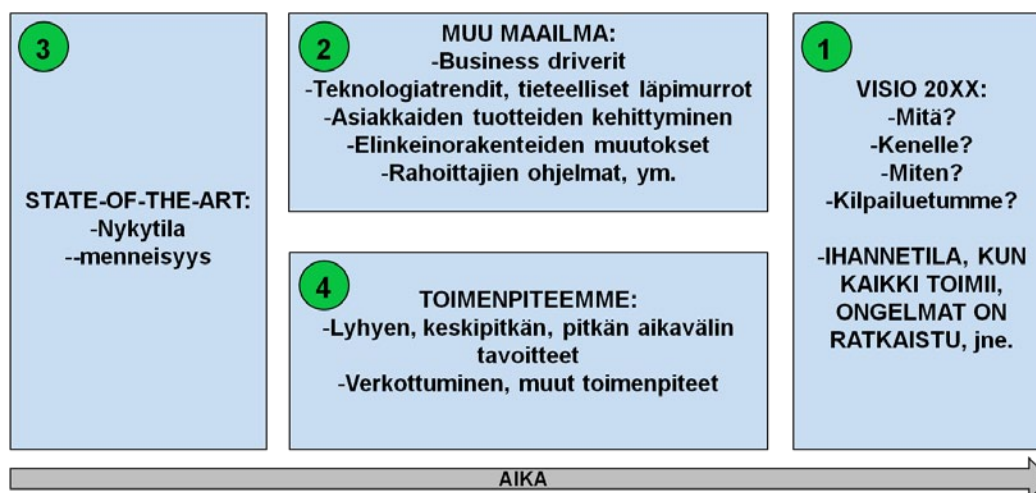 3
STATE-OF-THE-ART:
-Nykytila
--menneisyys
2
MUU MAAILMA:
-Business driverit
-Teknologiatrendit, tieteelliset läpimurrot
-Asiakkaiden tuotteiden kehittyminen
-Elinkeinorakenteiden muutokset
-Rahoittajien ohjelmat, ym.
4
TOIMENPITEEMME:
-Lyhyen, keskipitkän, pitkän aikavälin
tavoitteet
-Verkottuminen, muut toimenpiteet
1
VISIO 20XX:
-Mitä?
-Kenelle?
-Miten?
-Kilpailuetumme?
-IHANNETILA, KUN
KAIKKI TOIMII,
ONGELMAT ON
RATKAISTU, jne.
AIKA